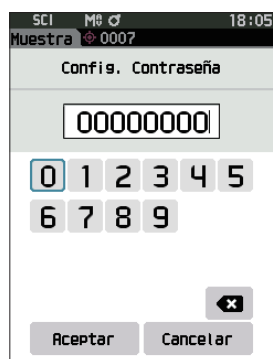 SCI M0 18:05
Muestra 0007
Config. Contraseña
00000000
0 1 2 3 4 5
6 7 8 9
Aceptar Cancelar